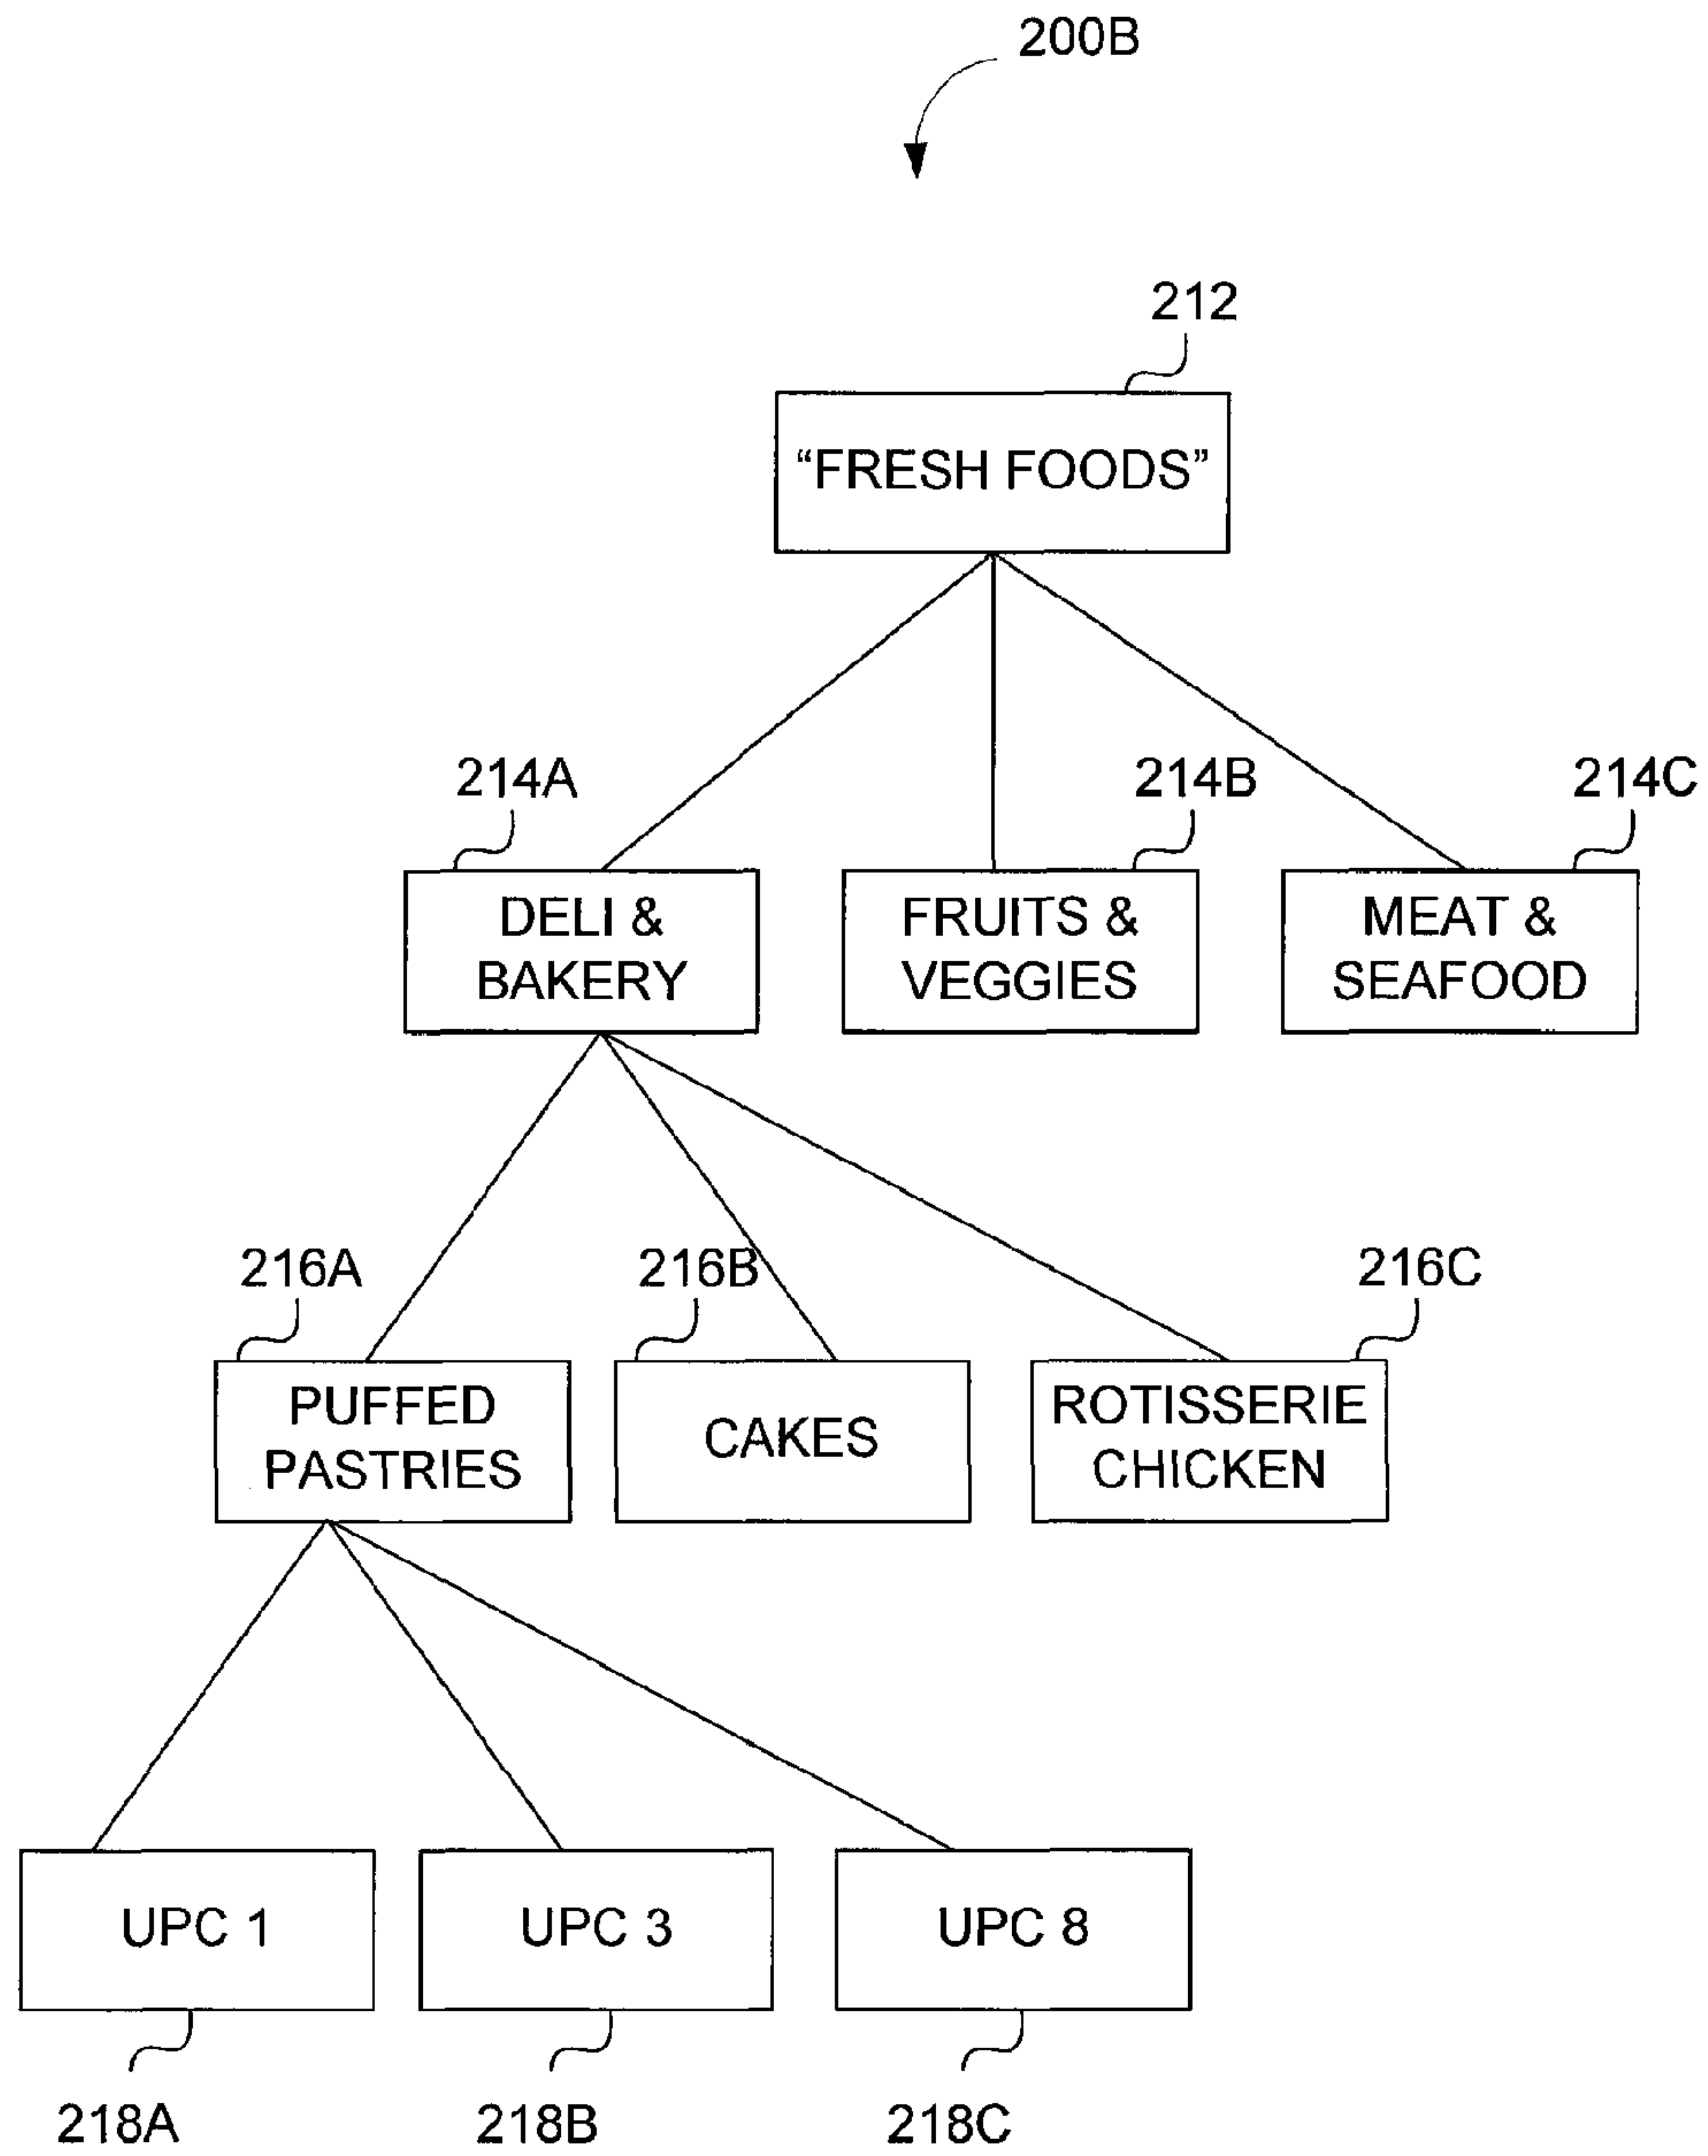 200B
212
“FRESH FOODS”
214A
214B
214C
DELI &
BAKERY
FRUITS &
VEGGIES
MEAT &
SEAFOOD
216A
216B
216C
PUFFED
PASTRIES
CAKES
ROTISSERIE
CHICKEN
UPC 1
UPC 3
UPC 8
218A
218B
218C